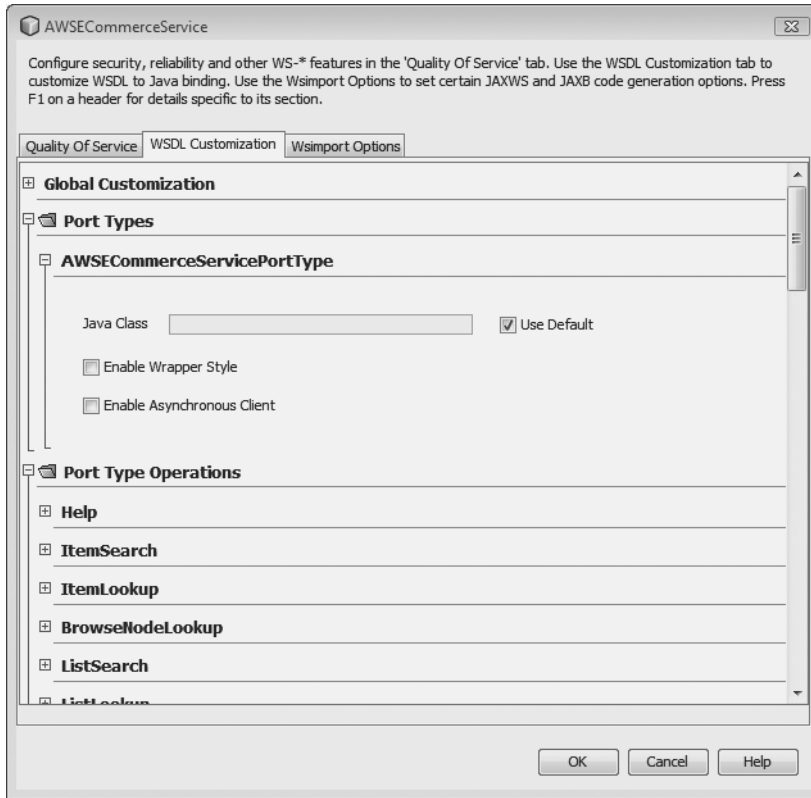 AWSECommerceService
Configure security, reliability and other WS-* features in the 'Quality Of Service' tab. Use the WSDL Customization tab to
customize WSDL to Java binding. Use the Wsimport Options to set certain JAXWS and JAXB code generation options. Press
F1 on a header for details specific to its section.
Quality Of Service WSDL Customization Wsimport Options
Global Customization
Port Types
AWSECommerceServicePortType
Java Class Use Default
Enable Wrapper Style
Enable Asynchronous Client
Port Type Operations
Help
ItemSearch
ItemLookup
BrowseNodeLookup
ListSearch
ListLookup
OK Cancel Help